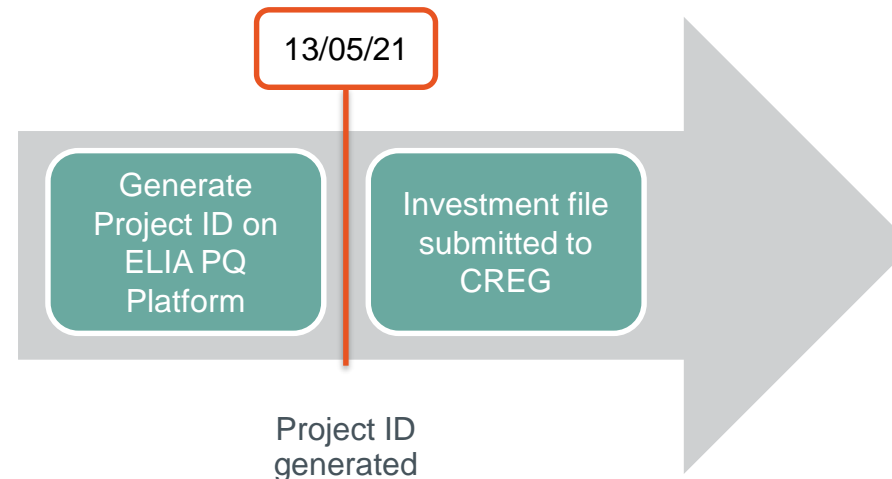 13/05/21
Generate
Project ID on
ELIA PQ
Platform
Investment file
submitted to
CREG
Project ID
generated